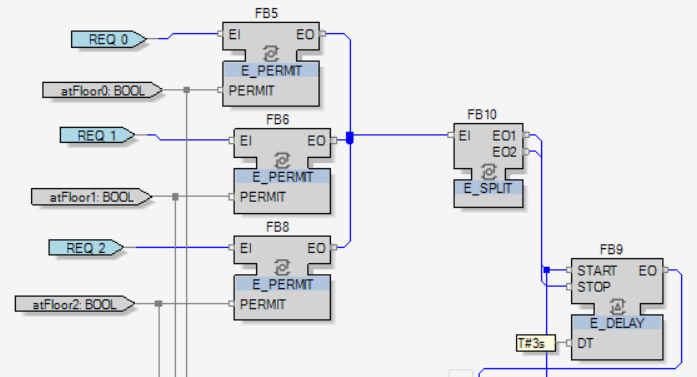 FB5
REQ 0
EI
EO
E_PERMIT
atFloor0: BOOL
PERMIT
FB6
REQ 1
EI
EO
E_PERMIT
atFloor1: BOOL
PERMIT
FB10
EI
EO1
EO2
E_SPLIT
FB8
REQ 2
EI
EO
E_PERMIT
atFloor2: BOOL
PERMIT
FB9
START
EO
STOP
E_DELAY
T#3s
DT